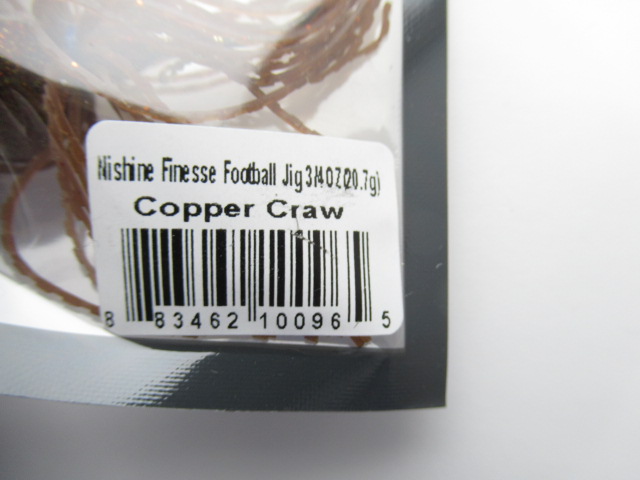 Nishine Finesse Football Jig 3/4OZ(20.7g)
Copper Craw
8 83462 10096 5